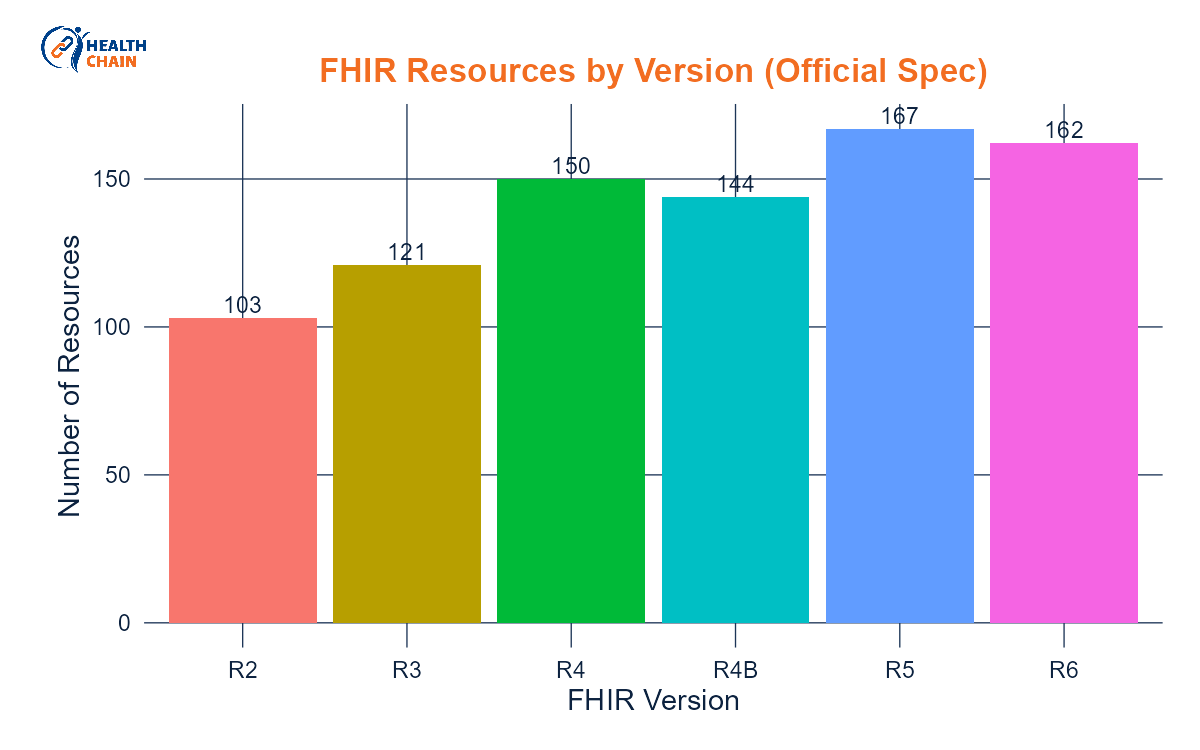 HEALTH
CHAIN
FHIR Resources by Version (Official Spec)
Number of Resources
150
100
50
0
103
121
150
144
167
162
R2 R3 R4 R4B R5 R6
FHIR Version